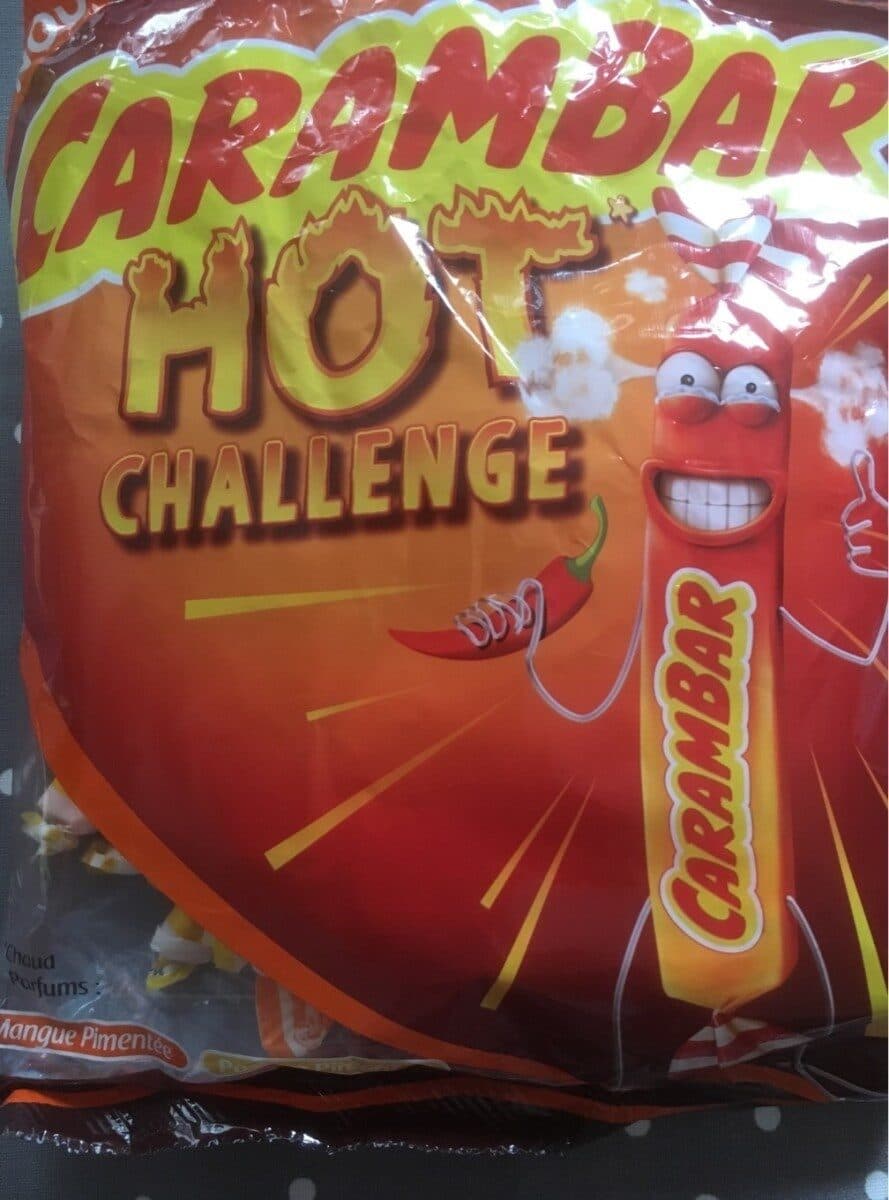 CARAMBAR
HOT*
CHALLENGE
CARAMBAR
*Chaud
Parfums :
Mangue Pimentée